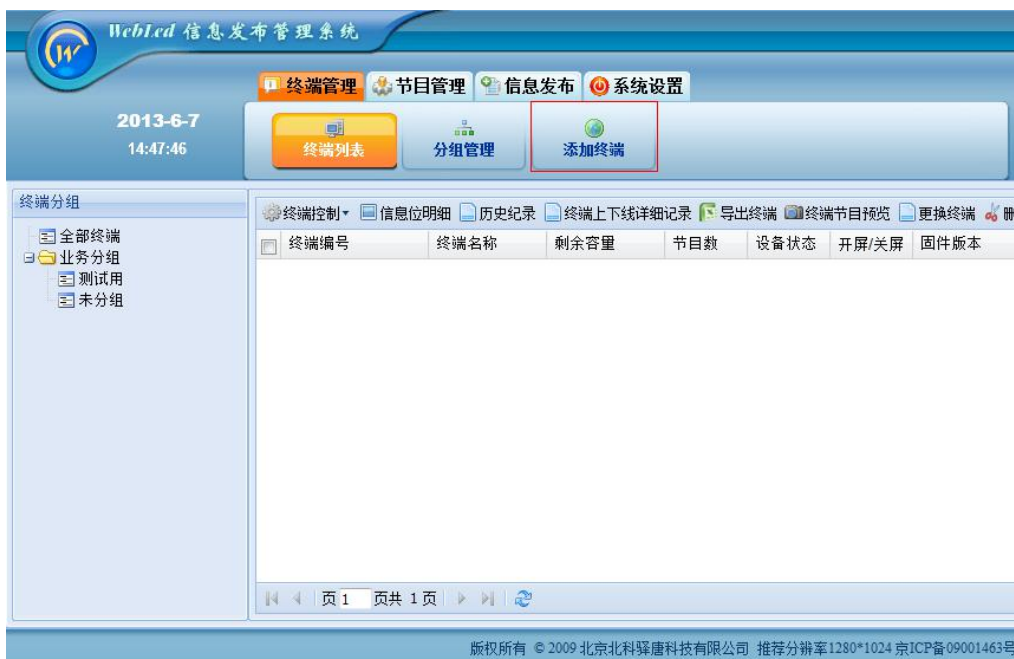 WebLed 信息发布管理系统
终端管理 节目管理 信息发布 系统设置
2013-6-7
14:47:46
终端列表 分组管理 添加终端
终端分组
终端控制 信息位明细 历史纪录 终端上下线详细记录 导出终端 终端节目预览 更换终端
全部终端
业务分组
测试用
未分组
终端编号 终端名称 剩余容量 节目数 设备状态 开屏/关屏 固件版本
页 1 页共 1 页
版权所有 © 2009 北京北科驿唐科技有限公司 推荐分辨率1280*1024 京ICP备09001463号